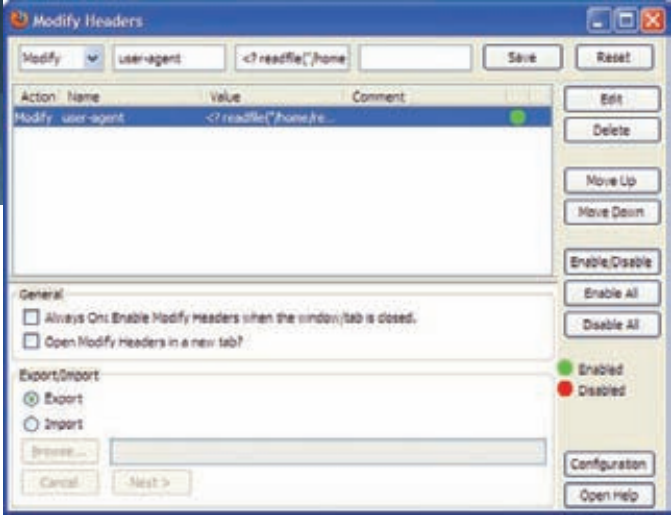 Modify Headers
Modify user-agent <? readfile("/home Save Reset
Action Name Value Comment
Modify user-agent <? readfile("/home/re...
Edit
Delete
Move Up
Move Down
Enable/Disable
Enable All
Disable All
Enabled
Disabled
General
Always On: Enable Modify Headers when the window/tab is closed.
Open Modify Headers in a new tab?
Export/Import
Export
Import
Browse...
Cancel Next >
Configuration
Open Help